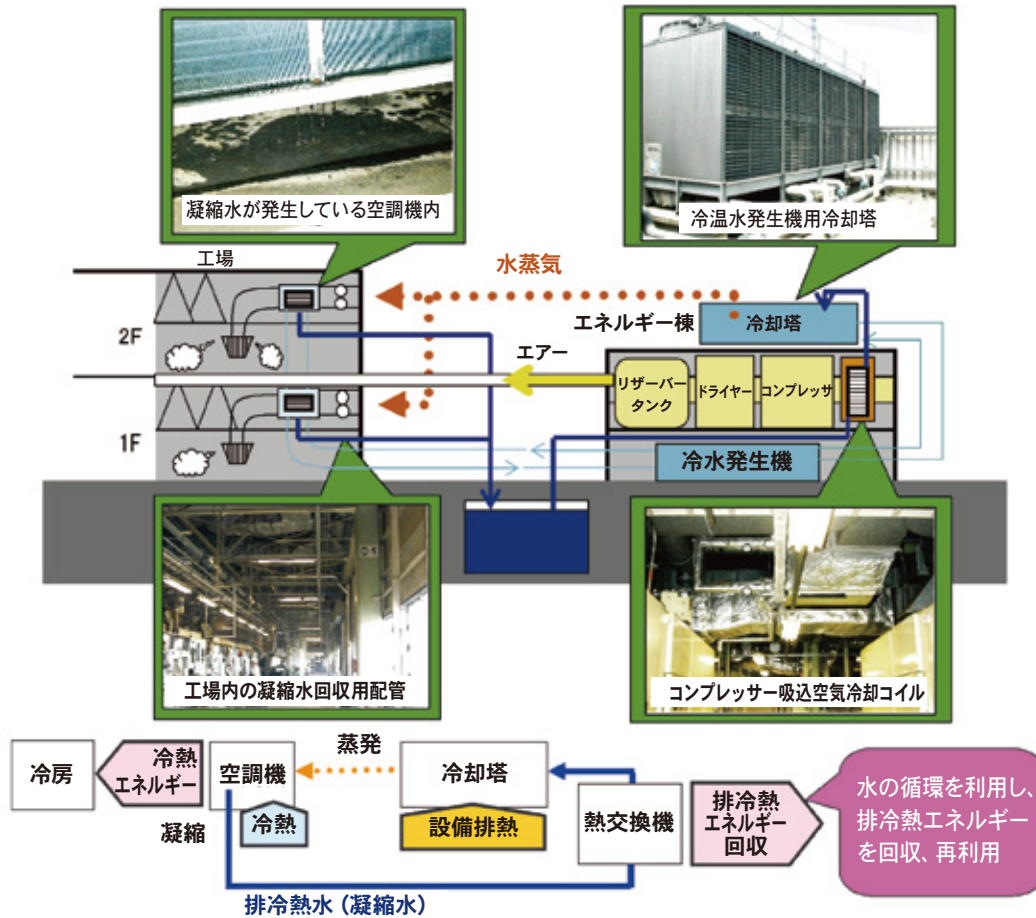 凝縮水が発生している空調機内
冷温水発生機用冷却塔
工場
水蒸気
エネルギー棟
冷却塔
2F
エアー
リザーバー
タンク
ドライヤー
コンプレッサ
1F
冷水発生機
工場内の凝縮水回収用配管
コンプレッサー吸込空気冷却コイル
冷房
冷熱
エネルギー
空調機
蒸発
冷却塔
熱交換機
排冷熱
エネルギー
回収
水の循環を利用し、
排冷熱エネルギー
を回収、再利用
凝縮
冷熱
設備排熱
排冷熱水（凝縮水）